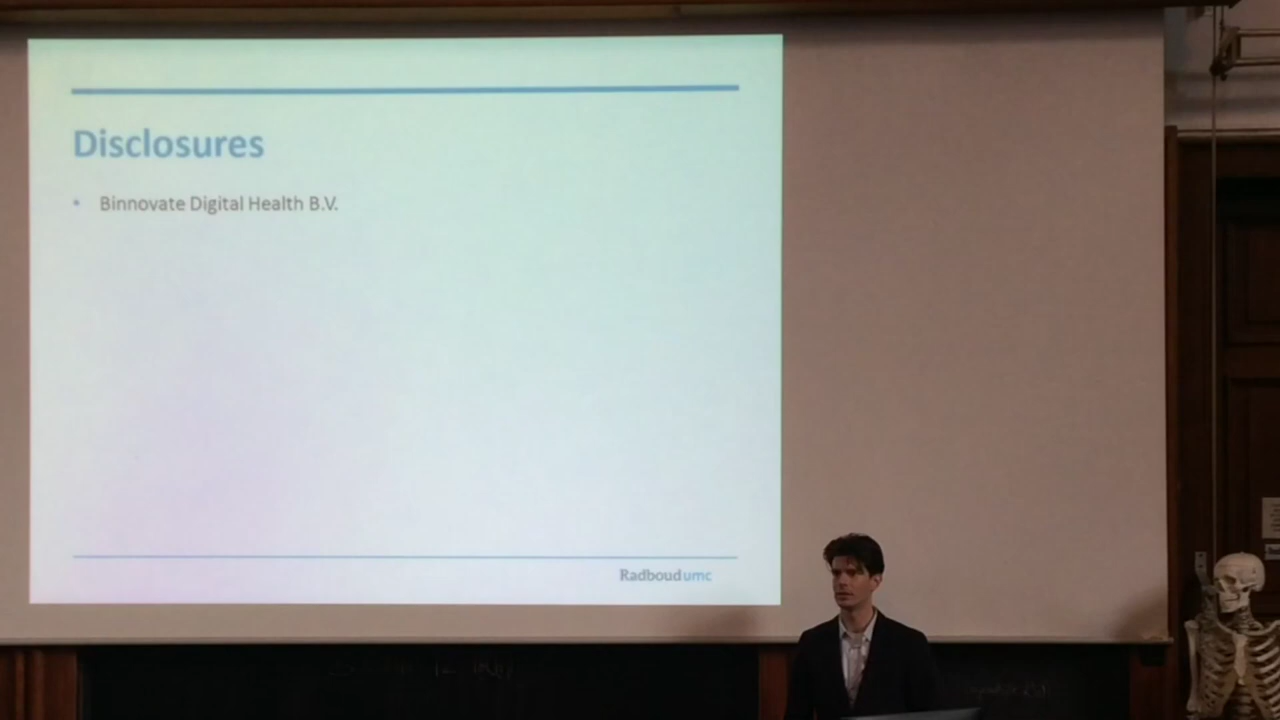 Disclosures
• Binnovate Digital Health B.V.
Radboudumc